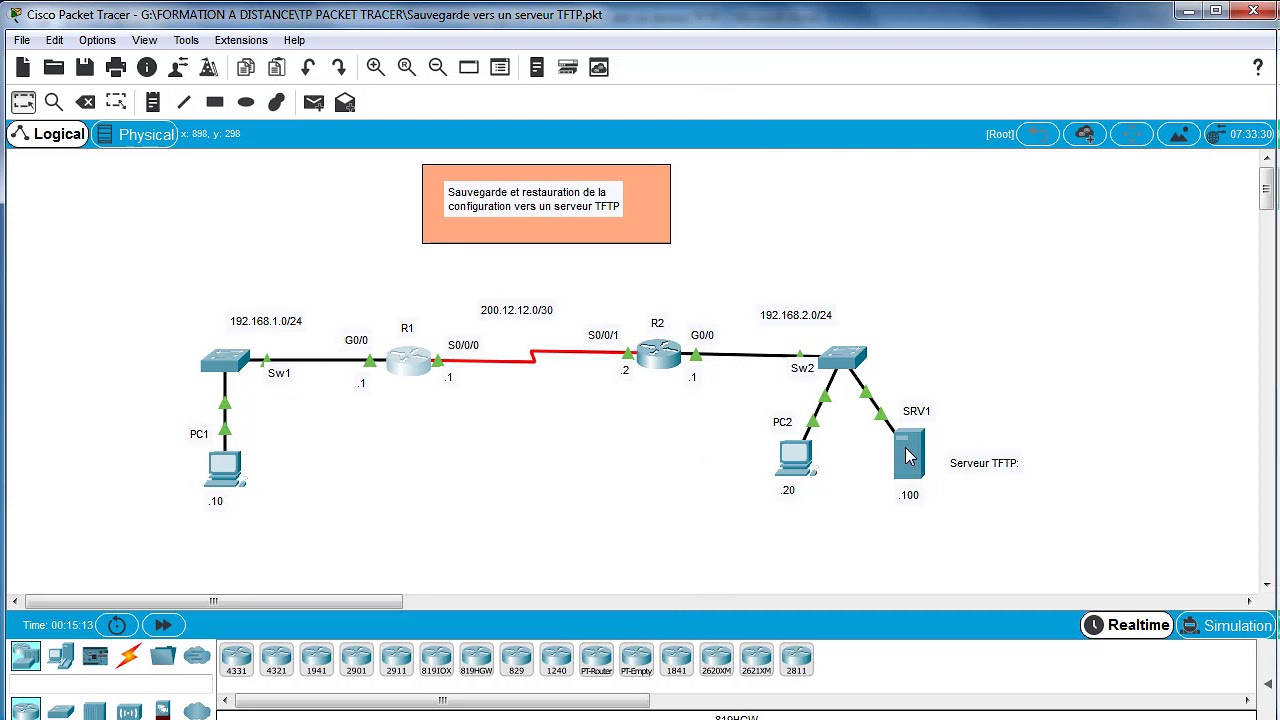 Cisco Packet Tracer - G:\FORMATION A DISTANCE\TP PACKET TRACER\Sauvegarde vers un serveur TFTP.pkt
File Edit Options View Tools Extensions Help
?
Logical Physical x: 898, y: 298 [Root] 07:33:30
Sauvegarde et restauration de la
configuration vers un serveur TFTP
200.12.12.0/30
192.168.1.0/24
192.168.2.0/24
R1
R2
G0/0
S0/0/0
S0/0/1
G0/0
Sw1
Sw2
.1
.1
.2
.1
SRV1
PC2
PC1
Serveur TFTP:
.10
.20
.100
Time: 00:15:13 Realtime Simulation
4331 4321 1941 2901 2911 819IOX 819HGW 829 1240 PT-Router PT-Empty 1841 2620XM 2621XM 2811
819HGW